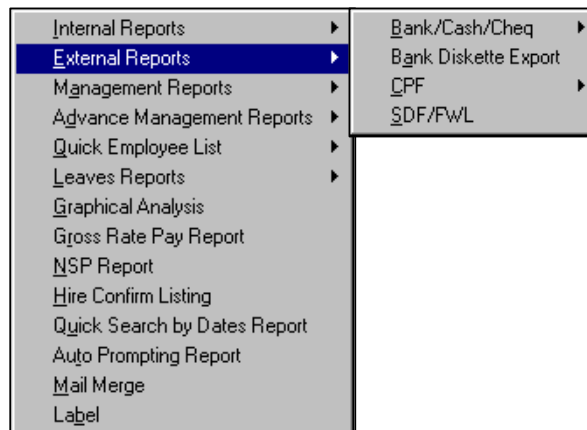 Internal Reports
External Reports
Management Reports
Advance Management Reports
Quick Employee List
Leaves Reports
Graphical Analysis
Gross Rate Pay Report
NSP Report
Hire Confirm Listing
Quick Search by Dates Report
Auto Prompting Report
Mail Merge
Label
Bank/Cash/Cheq
Bank Diskette Export
CPF
SDF/FWL